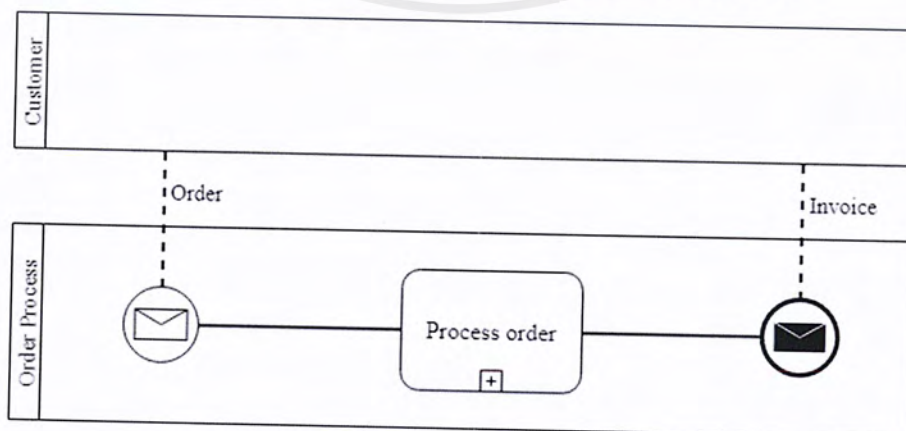 Customer
Order
Invoice
Order Process
Process order